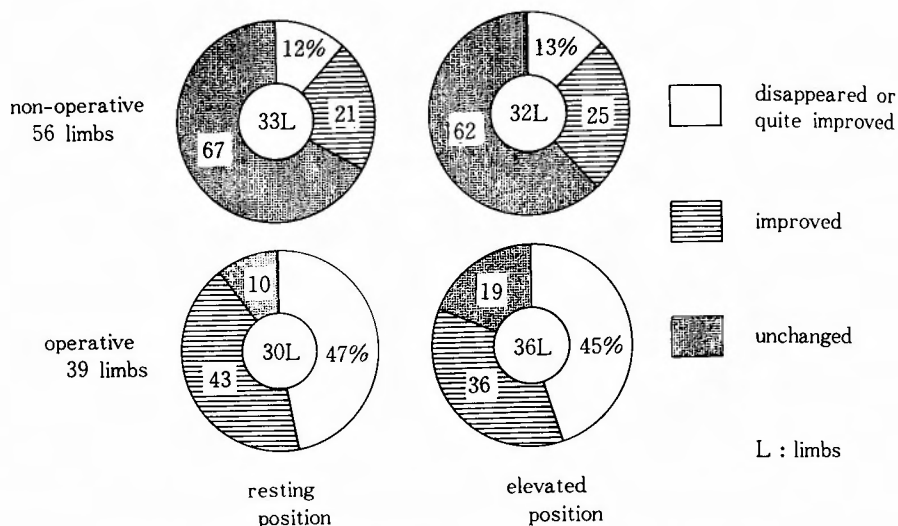 non-operative
56 limbs
12%
21
67
33L
13%
25
62
32L
disappeared or
quite improved
improved
operative
39 limbs
10
47%
43
30L
19
45%
36
36L
unchanged
L : limbs
resting
position
elevated
position